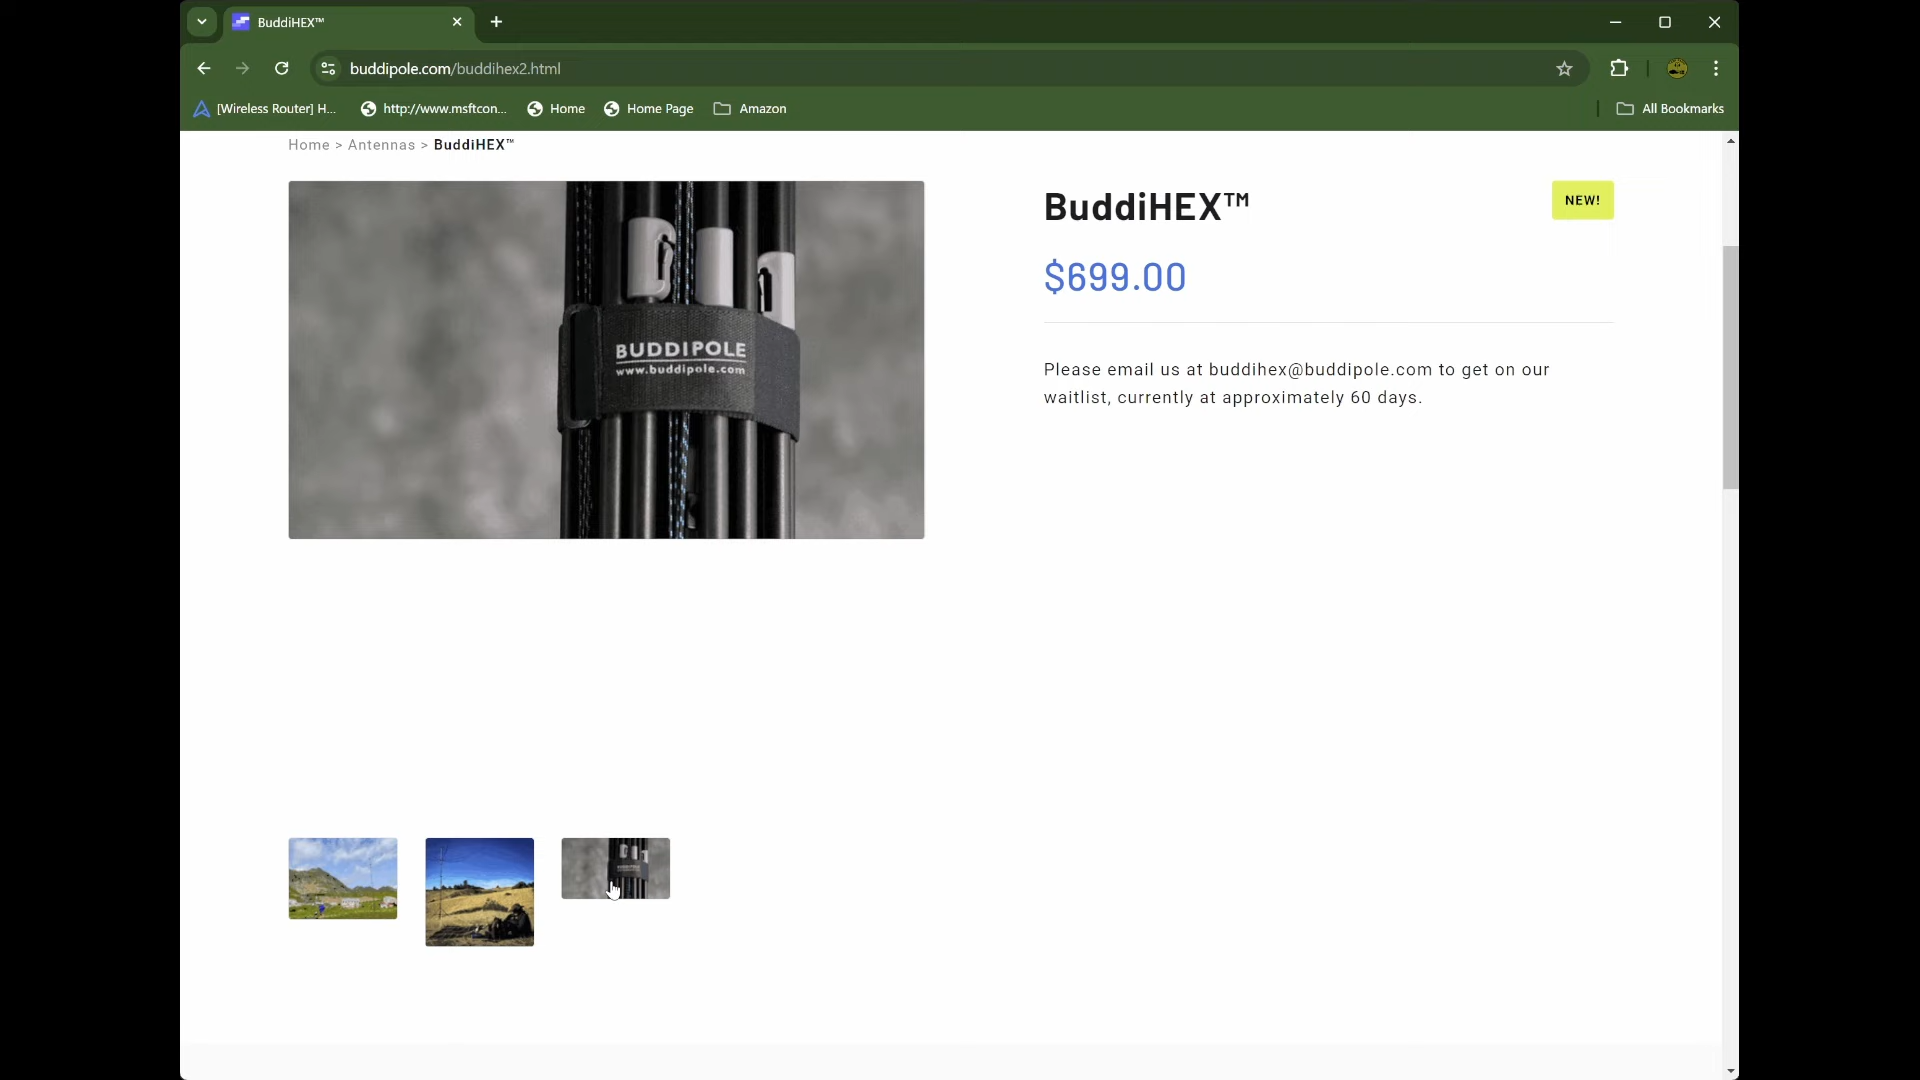 BuddiHEX™
buddipole.com/buddihex2.html
[Wireless Router] H...
http://www.msftcon...
Home
Home Page
Amazon
All Bookmarks
Home > Antennas > BuddiHEX™
BUDDIPOLE
www.buddipole.com
BuddiHEX™
NEW!
$699.00
Please email us at buddihex@buddipole.com to get on our
waitlist, currently at approximately 60 days.